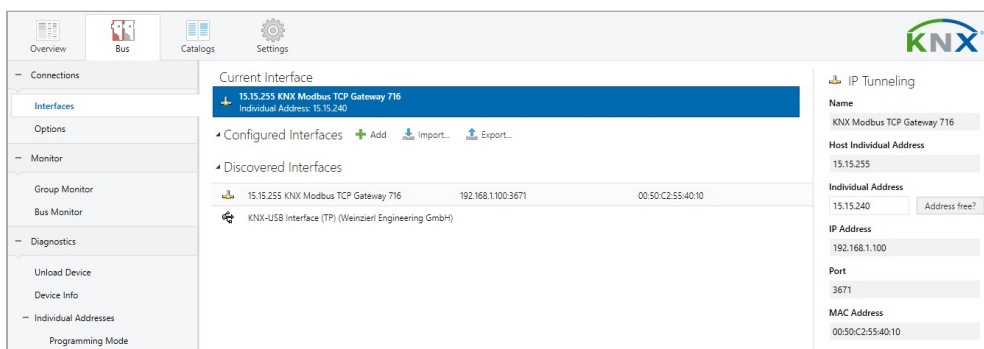 Overview
Bus
Catalogs
Settings
KNX®
− Connections
Interfaces
Options
− Monitor
Group Monitor
Bus Monitor
− Diagnostics
Unload Device
Device Info
− Individual Addresses
Programming Mode
Current Interface
15.15.255 KNX Modbus TCP Gateway 716
Individual Address: 15.15.240
Configured Interfaces + Add Import... Export...
Discovered Interfaces
15.15.255 KNX Modbus TCP Gateway 716 192.168.1.100:3671 00:50:C2:55:40:10
KNX-USB Interface (TP) (Weinzierl Engineering GmbH)
IP Tunneling
Name
KNX Modbus TCP Gateway 716
Host Individual Address
15.15.255
Individual Address
15.15.240 Address free?
IP Address
192.168.1.100
Port
3671
MAC Address
00:50:C2:55:40:10